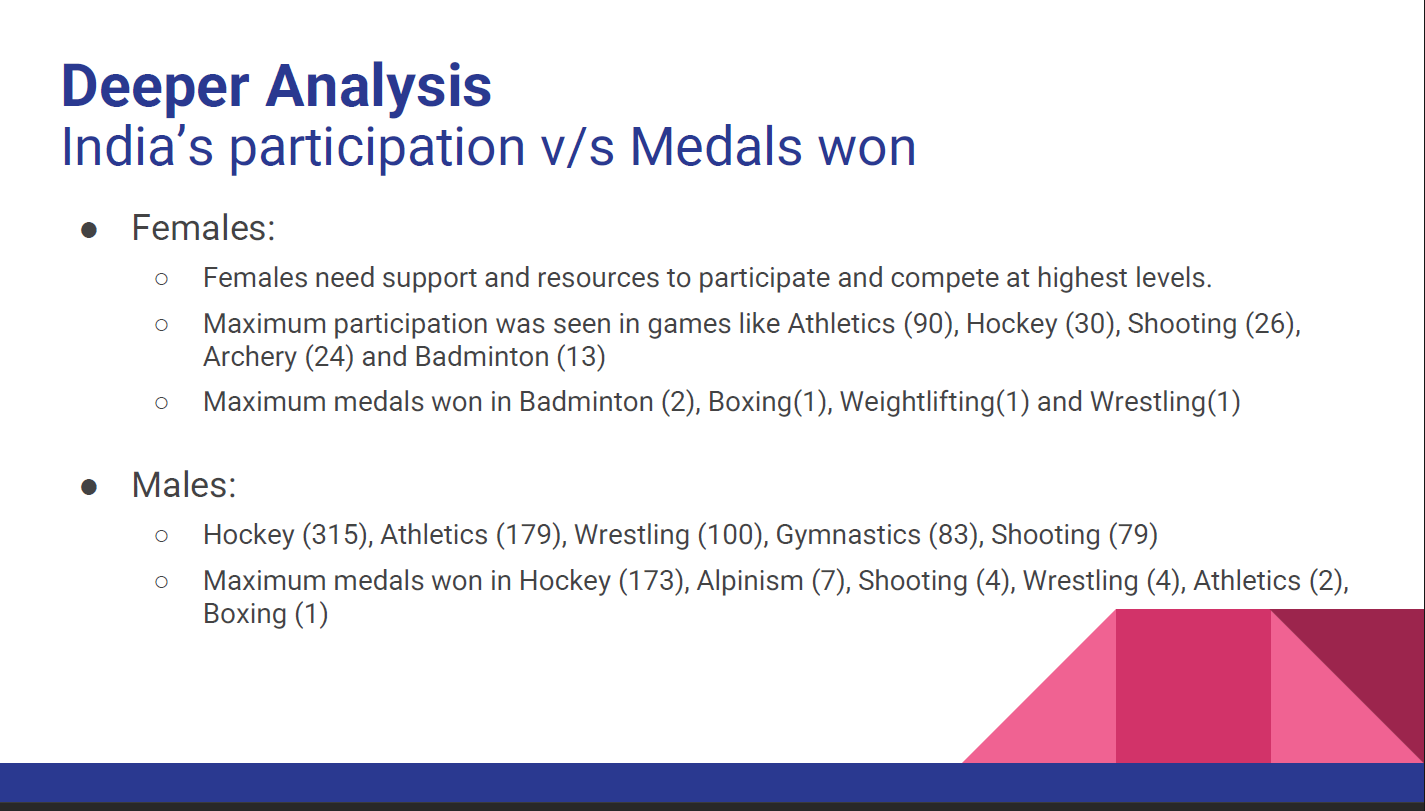 Deeper Analysis
India’s participation v/s Medals won
● Females:
○ Females need support and resources to participate and compete at highest levels.
○ Maximum participation was seen in games like Athletics (90), Hockey (30), Shooting (26),
Archery (24) and Badminton (13)
○ Maximum medals won in Badminton (2), Boxing(1), Weightlifting(1) and Wrestling(1)
● Males:
○ Hockey (315), Athletics (179), Wrestling (100), Gymnastics (83), Shooting (79)
○ Maximum medals won in Hockey (173), Alpinism (7), Shooting (4), Wrestling (4), Athletics (2),
Boxing (1)